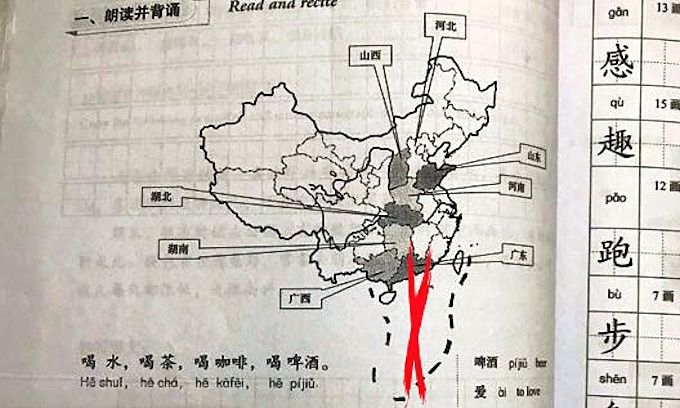 一、朗读并背诵 Read and recite
河北
山西
山东
河南
湖北
湖南
广东
广西
喝 水，喝 茶，喝 咖啡，喝 啤酒。
Hē shuǐ, hē chá, hē kāfēi, hē píjiǔ.
啤酒 píjiǔ beer
爱 ài to love
gǎn 13 画
感
qù 15 画
趣
pǎo 12 画
跑
bù 7 画
步
shēn 7 画